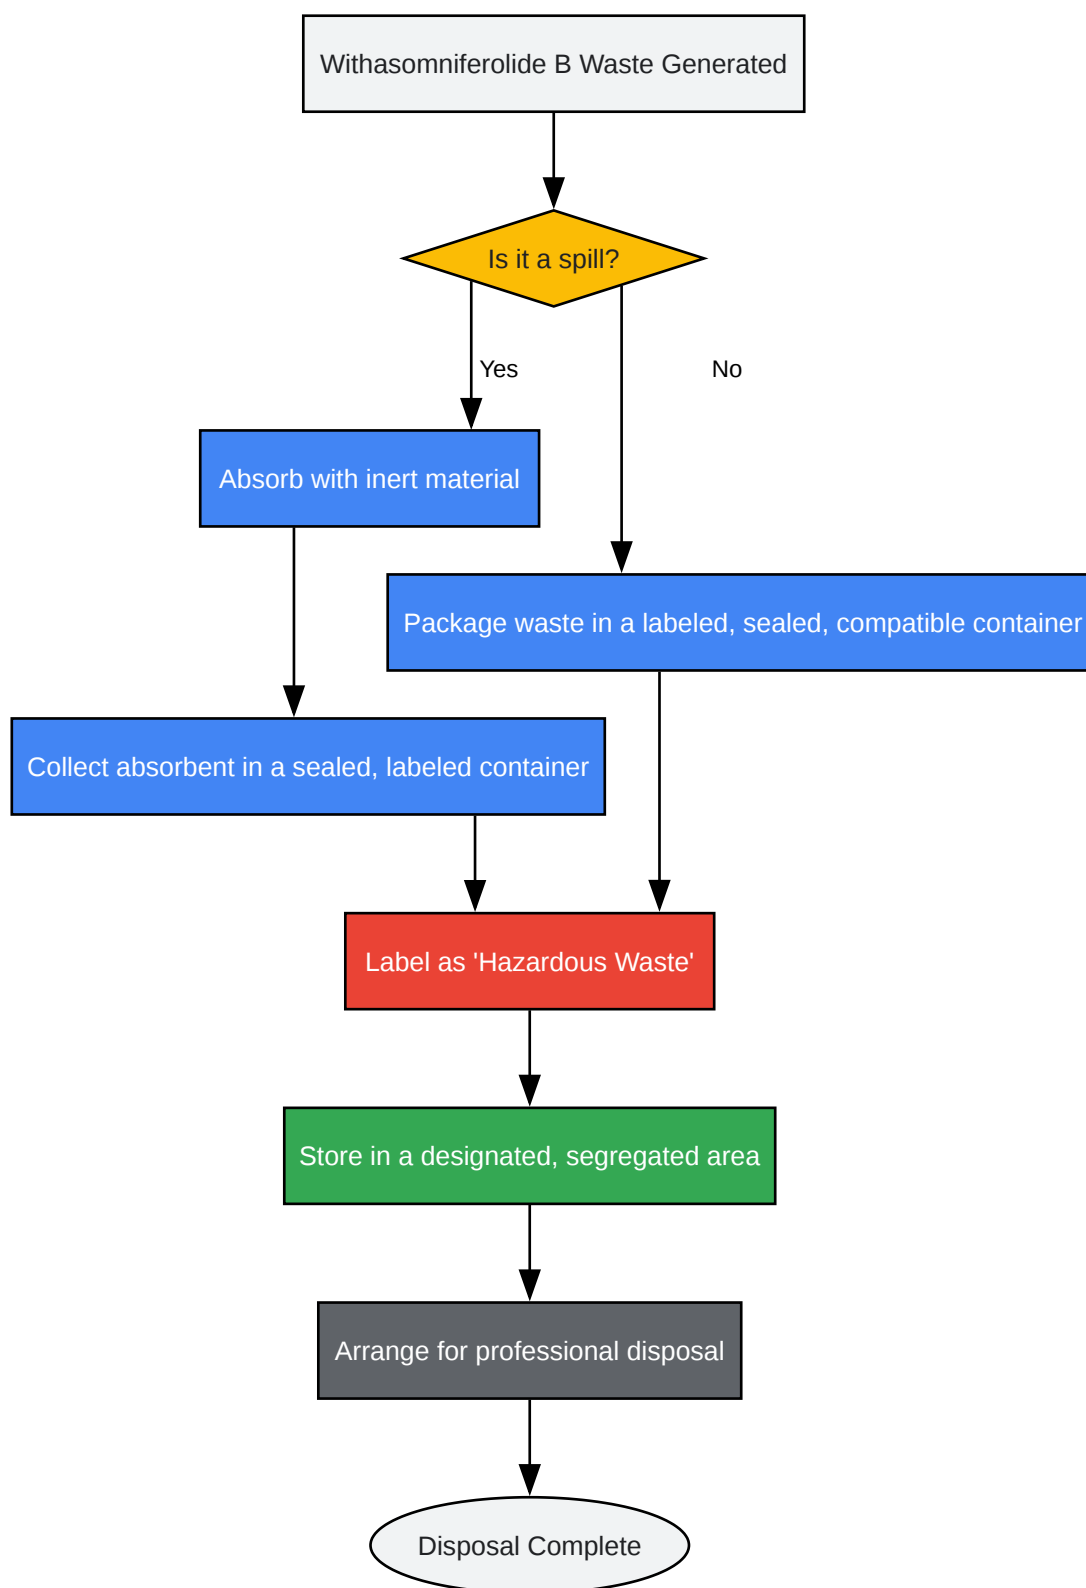 Withasomniferolide B Waste Generated
Is it a spill?
Yes
No
Absorb with inert material
Package waste in a labeled, sealed, compatible container
Collect absorbent in a sealed, labeled container
Label as 'Hazardous Waste'
Store in a designated, segregated area
Arrange for professional disposal
Disposal Complete